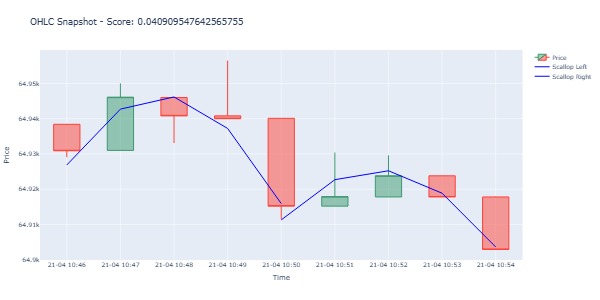 OHLC Snapshot - Score: 0.040909547642565755
Price
Scallop Left
Scallop Right
64.95k
64.94k
64.93k
64.92k
64.91k
64.9k
Price
21-04 10:46 21-04 10:47 21-04 10:48 21-04 10:49 21-04 10:50 21-04 10:51 21-04 10:52 21-04 10:53 21-04 10:54
Time